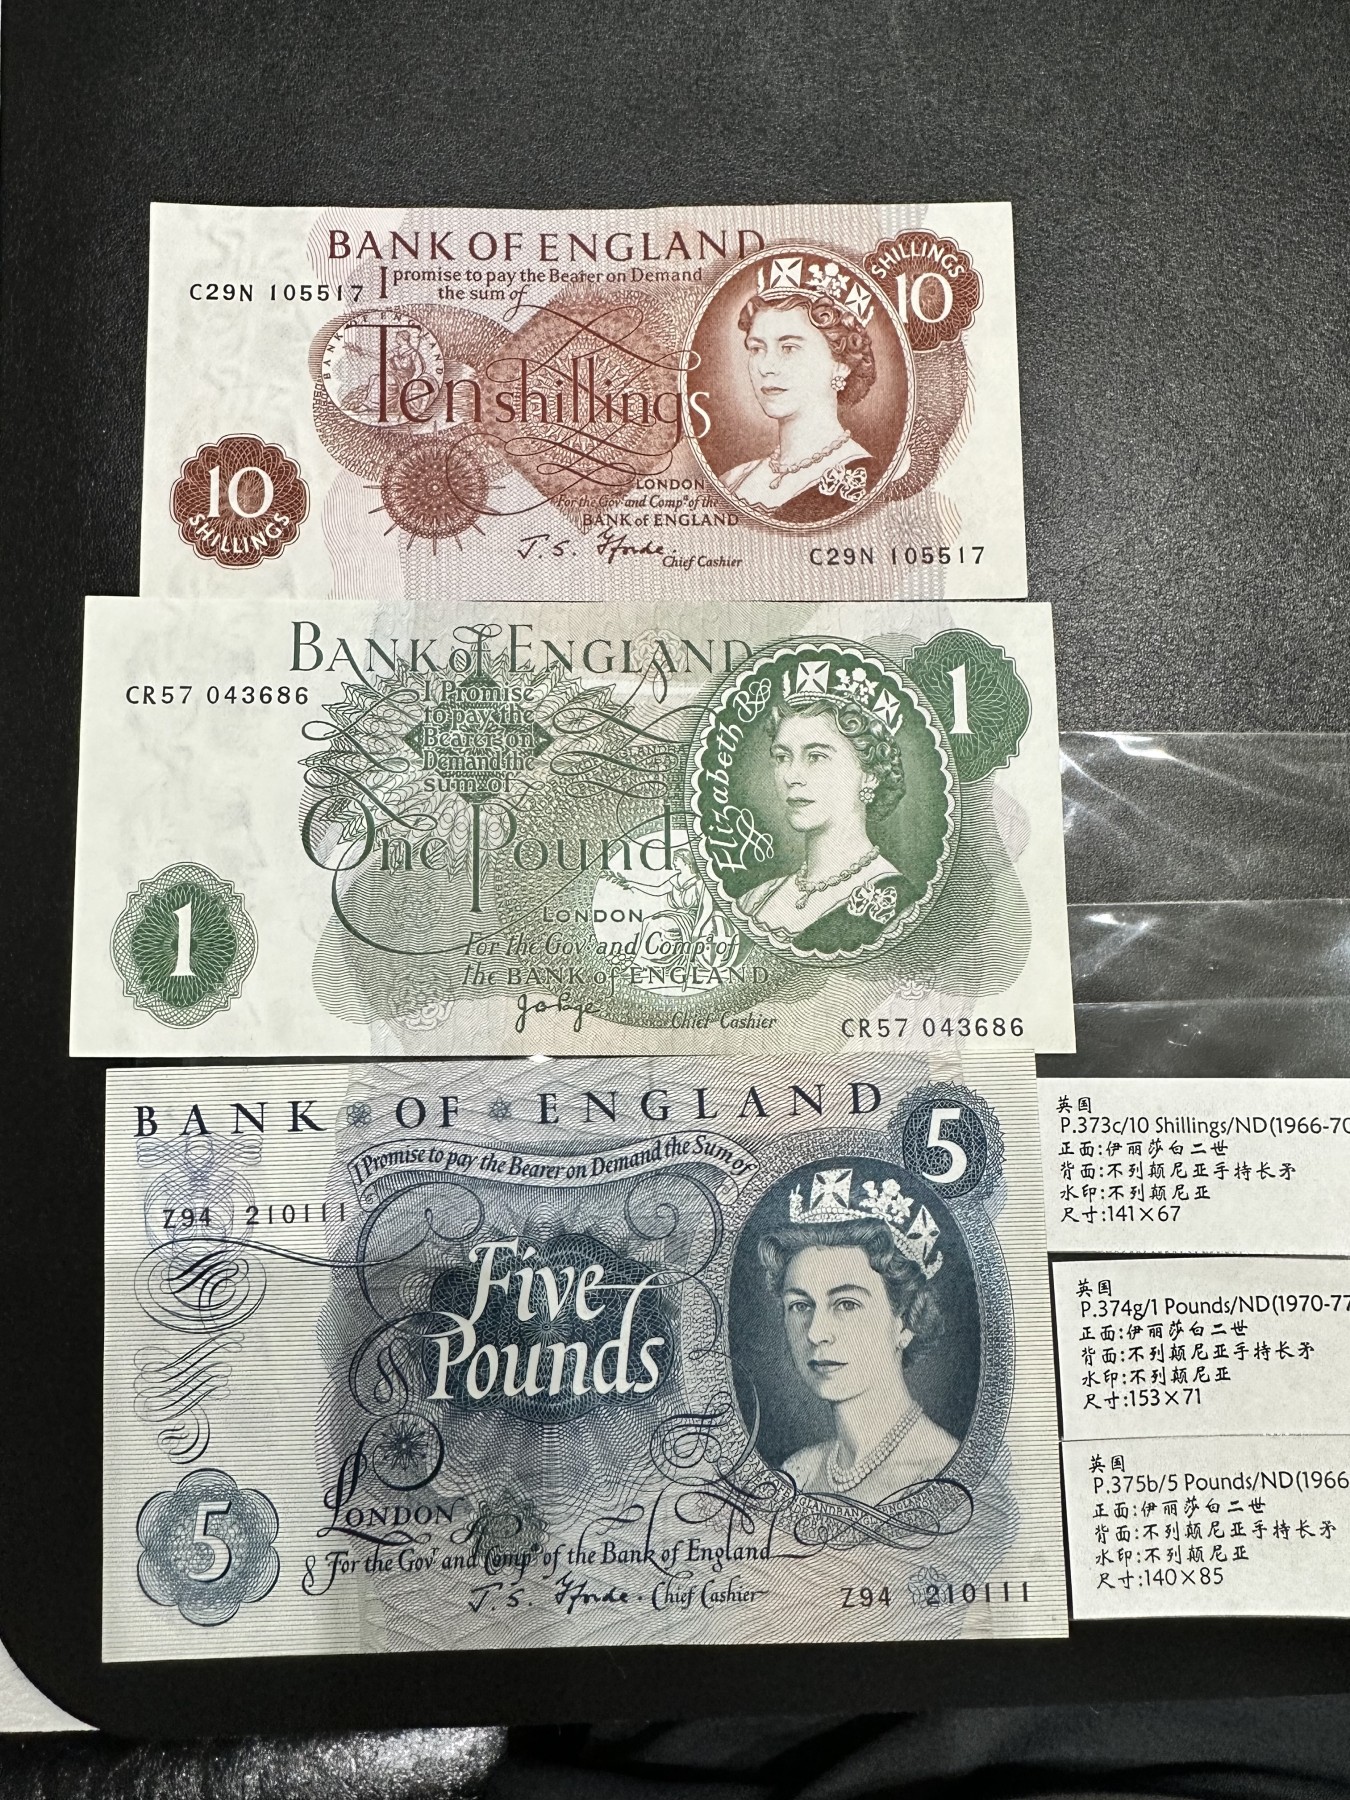 BANK OF ENGLAND
I promise to pay the Bearer on Demand
the sum of
C29N 105517
SHILLINGS
10
BANK OF ENGLAND
Ten shillings
10
SHILLINGS
LONDON
For the Govr and Compa of the
BANK of ENGLAND
Chief Cashier
C29N 105517
BANK of ENGLAND
CR57 043686
I Promise
to pay the
Bearer on
Demand the
sum of
One Pound
Elizabeth R
1
1
LONDON
For the Govr and Compa of
the BANK of ENGLAND
Chief Cashier
CR57 043686
BANK OF ENGLAND
5
I Promise to pay the Bearer on Demand the Sum of
Z94 210111
Five
Pounds
5
LONDON
For the Govr and Compa of the Bank of England
Chief Cashier
Z94 210111
英国
P.373c/10 Shillings/ND(1966-70
正面:伊丽莎白二世
背面:不列颠尼亚手持长矛
水印:不列颠尼亚
尺寸:141×67
英国
P.374g/1 Pounds/ND(1970-77
正面:伊丽莎白二世
背面:不列颠尼亚手持长矛
水印:不列颠尼亚
尺寸:153×71
英国
P.375b/5 Pounds/ND(1966
正面:伊丽莎白二世
背面:不列颠尼亚手持长矛
水印:不列颠尼亚
尺寸:140×85